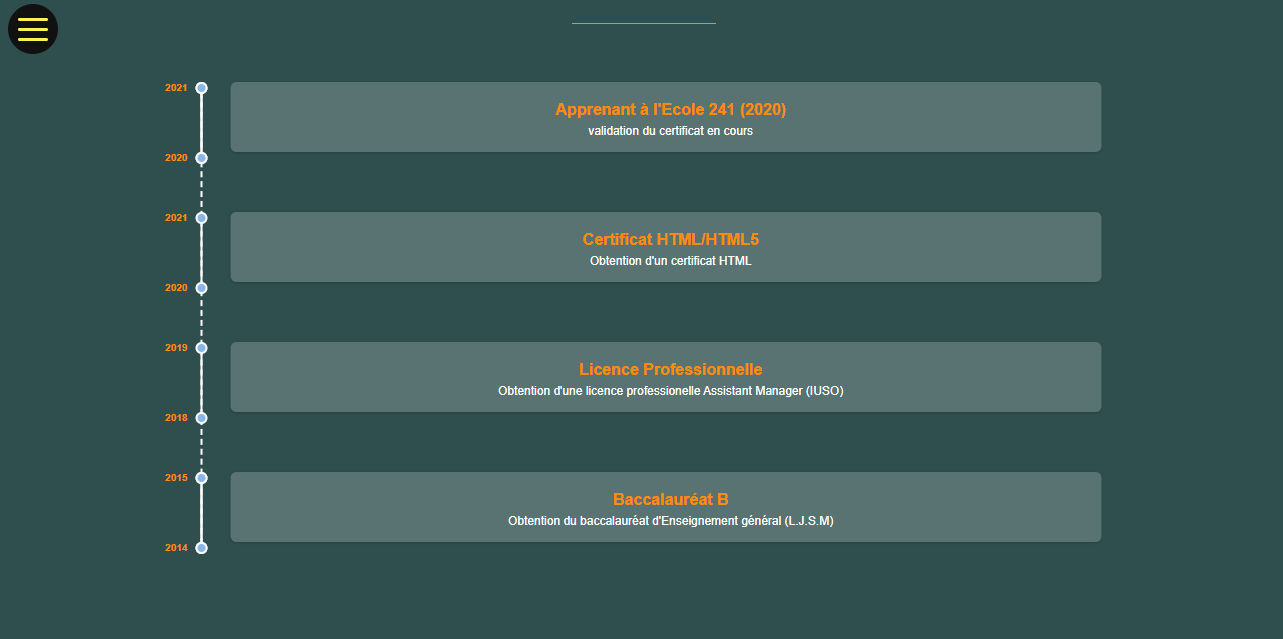 2021
Apprenant à l'Ecole 241 (2020)
validation du certificat en cours
2020
2021
Certificat HTML/HTML5
Obtention d'un certificat HTML
2020
2019
Licence Professionnelle
Obtention d'une licence professionelle Assistant Manager (IUSO)
2018
2015
Baccalauréat B
Obtention du baccalauréat d'Enseignement général (L.J.S.M)
2014